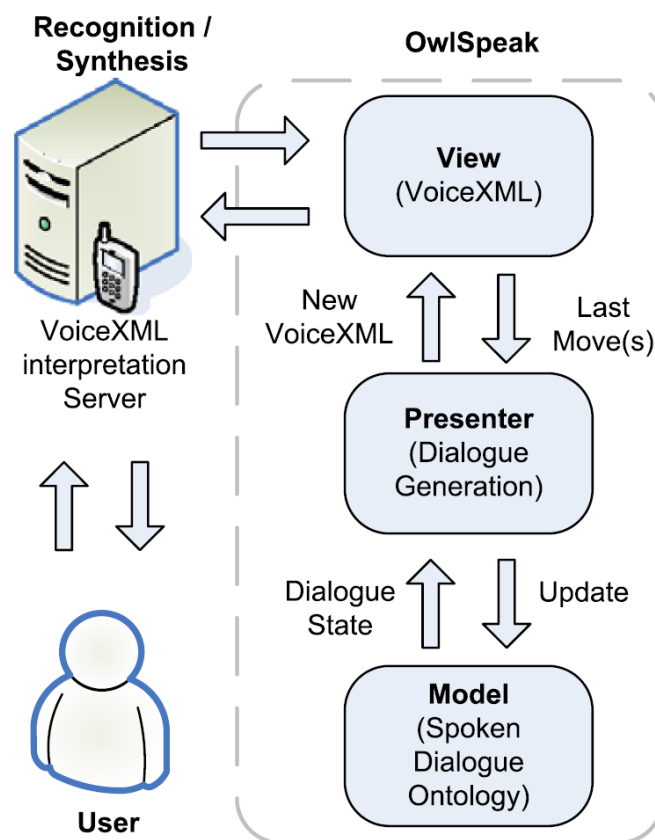 Recognition /
Synthesis
OwlSpeak
View
(VoiceXML)
New
VoiceXML
Last
Move(s)
VoiceXML
interpretation
Server
Presenter
(Dialogue
Generation)
Dialogue
State
Update
Model
(Spoken
Dialogue
Ontology)
User